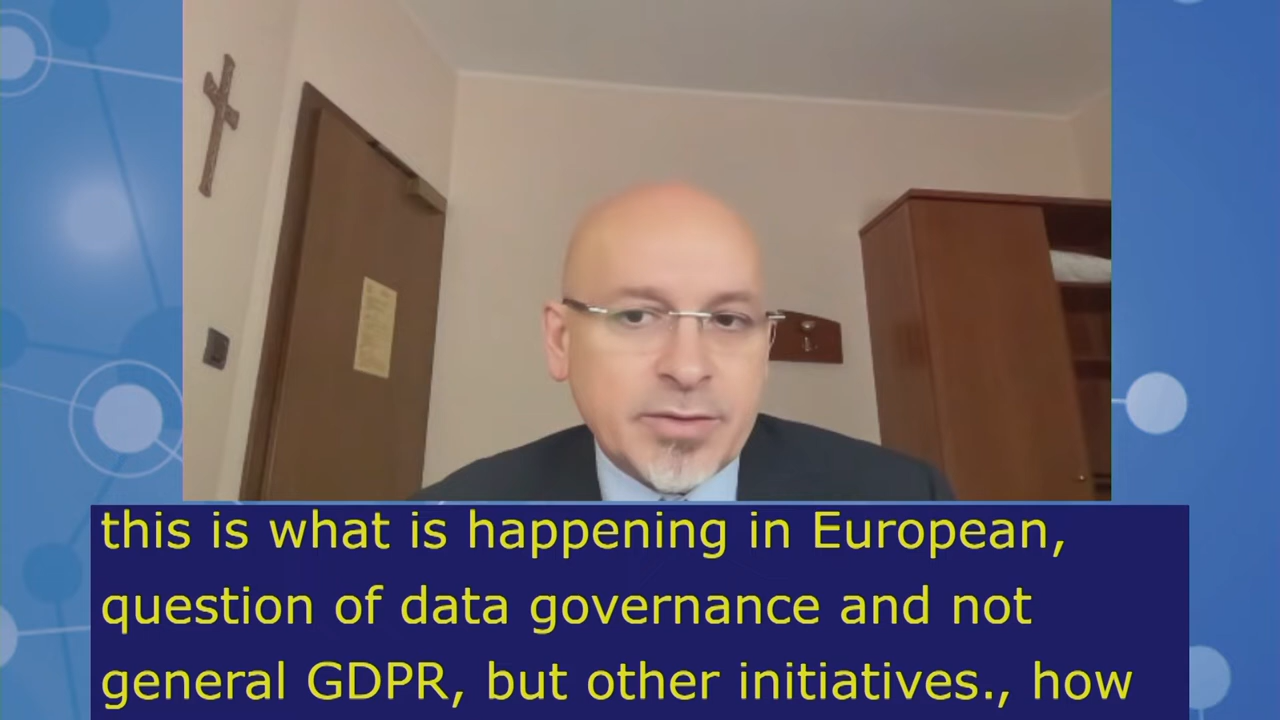 this is what is happening in European,
question of data governance and not
general GDPR, but other initiatives., how